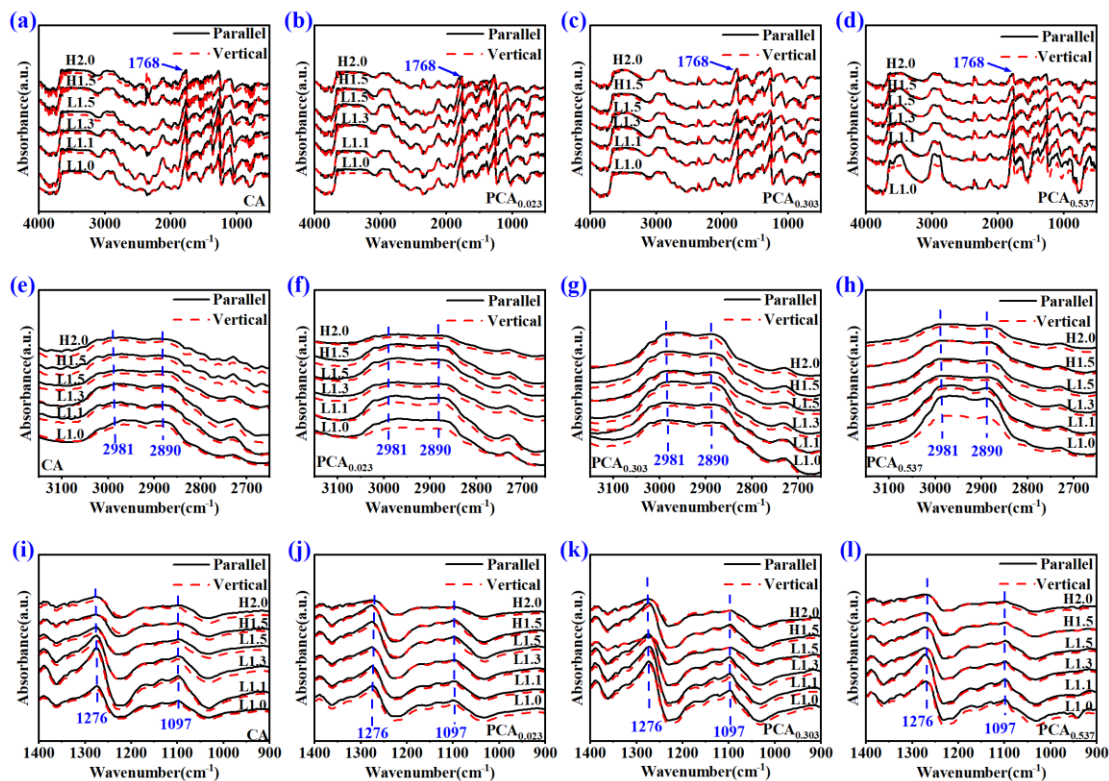 (a)
Absorbance(a.u.)
Parallel
Vertical
1768
H2.0
H1.5
L1.5
L1.3
L1.1
L1.0
CA
4000 3000 2000 1000
Wavenumber(cm⁻¹)
(b)
Absorbance(a.u.)
Parallel
Vertical
1768
H2.0
H1.5
L1.5
L1.3
L1.1
L1.0
PCA₀.₀₂₃
4000 3000 2000 1000
Wavenumber(cm⁻¹)
(c)
Absorbance(a.u.)
Parallel
Vertical
1768
H2.0
H1.5
L1.5
L1.3
L1.1
L1.0
PCA₀.₃₀₃
4000 3000 2000 1000
Wavenumber(cm⁻¹)
(d)
Absorbance(a.u.)
Parallel
Vertical
1768
H2.0
H1.5
L1.5
L1.3
L1.1
L1.0
PCA₀.₅₃₇
4000 3000 2000 1000
Wavenumber(cm⁻¹)
(e)
Absorbance(a.u.)
Parallel
Vertical
H2.0
H1.5
L1.5
L1.3
L1.1
L1.0
2981 2890
CA
3100 3000 2900 2800 2700
Wavenumber(cm⁻¹)
(f)
Absorbance(a.u.)
Parallel
Vertical
H2.0
H1.5
L1.5
L1.3
L1.1
L1.0
2981 2890
PCA₀.₀₂₃
3100 3000 2900 2800 2700
Wavenumber(cm⁻¹)
(g)
Absorbance(a.u.)
Parallel
Vertical
H2.0
H1.5
L1.5
L1.3
L1.1
L1.0
2981 2890
PCA₀.₃₀₃
3100 3000 2900 2800 2700
Wavenumber(cm⁻¹)
(h)
Absorbance(a.u.)
Parallel
Vertical
H2.0
H1.5
L1.5
L1.3
L1.1
L1.0
2981 2890
PCA₀.₅₃₇
3100 3000 2900 2800 2700
Wavenumber(cm⁻¹)
(i)
Absorbance(a.u.)
Parallel
Vertical
H2.0
H1.5
L1.5
L1.3
L1.1
L1.0
1276 1097
CA
1400 1300 1200 1100 1000 900
Wavenumber(cm⁻¹)
(j)
Absorbance(a.u.)
Parallel
Vertical
H2.0
H1.5
L1.5
L1.3
L1.1
L1.0
1276 1097
PCA₀.₀₂₃
1400 1300 1200 1100 1000 900
Wavenumber(cm⁻¹)
(k)
Absorbance(a.u.)
Parallel
Vertical
H2.0
H1.5
L1.5
L1.3
L1.1
L1.0
1276 1097
PCA₀.₃₀₃
1400 1300 1200 1100 1000 900
Wavenumber(cm⁻¹)
(l)
Absorbance(a.u.)
Parallel
Vertical
H2.0
H1.5
L1.5
L1.3
L1.1
L1.0
1276 1097
PCA₀.₅₃₇
1400 1300 1200 1100 1000 900
Wavenumber(cm⁻¹)